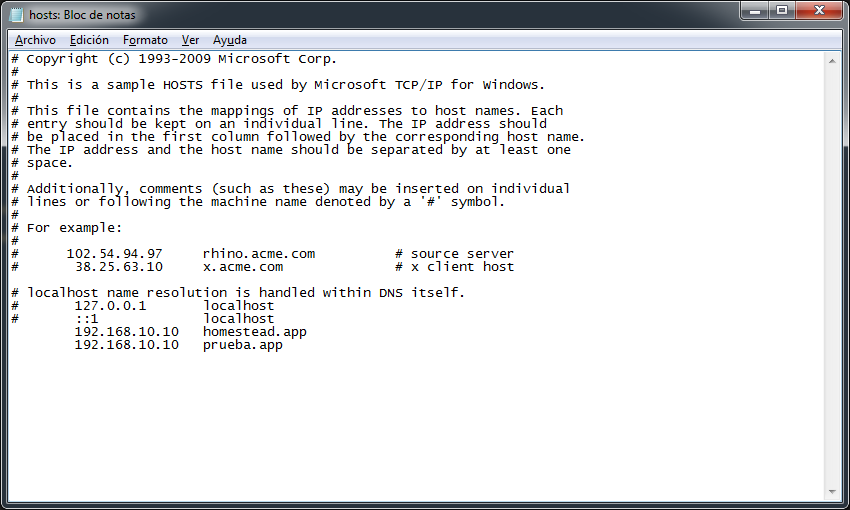 hosts: Bloc de notas
Archivo Edición Formato Ver Ayuda
# Copyright (c) 1993-2009 Microsoft Corp.
#
# This is a sample HOSTS file used by Microsoft TCP/IP for Windows.
#
# This file contains the mappings of IP addresses to host names. Each
# entry should be kept on an individual line. The IP address should
# be placed in the first column followed by the corresponding host name.
# The IP address and the host name should be separated by at least one
# space.
#
# Additionally, comments (such as these) may be inserted on individual
# lines or following the machine name denoted by a '#' symbol.
#
# For example:
#
#      102.54.94.97     rhino.acme.com          # source server
#       38.25.63.10     x.acme.com              # x client host

# localhost name resolution is handled within DNS itself.
#       127.0.0.1       localhost
#       ::1             localhost
        192.168.10.10   homestead.app
        192.168.10.10   prueba.app